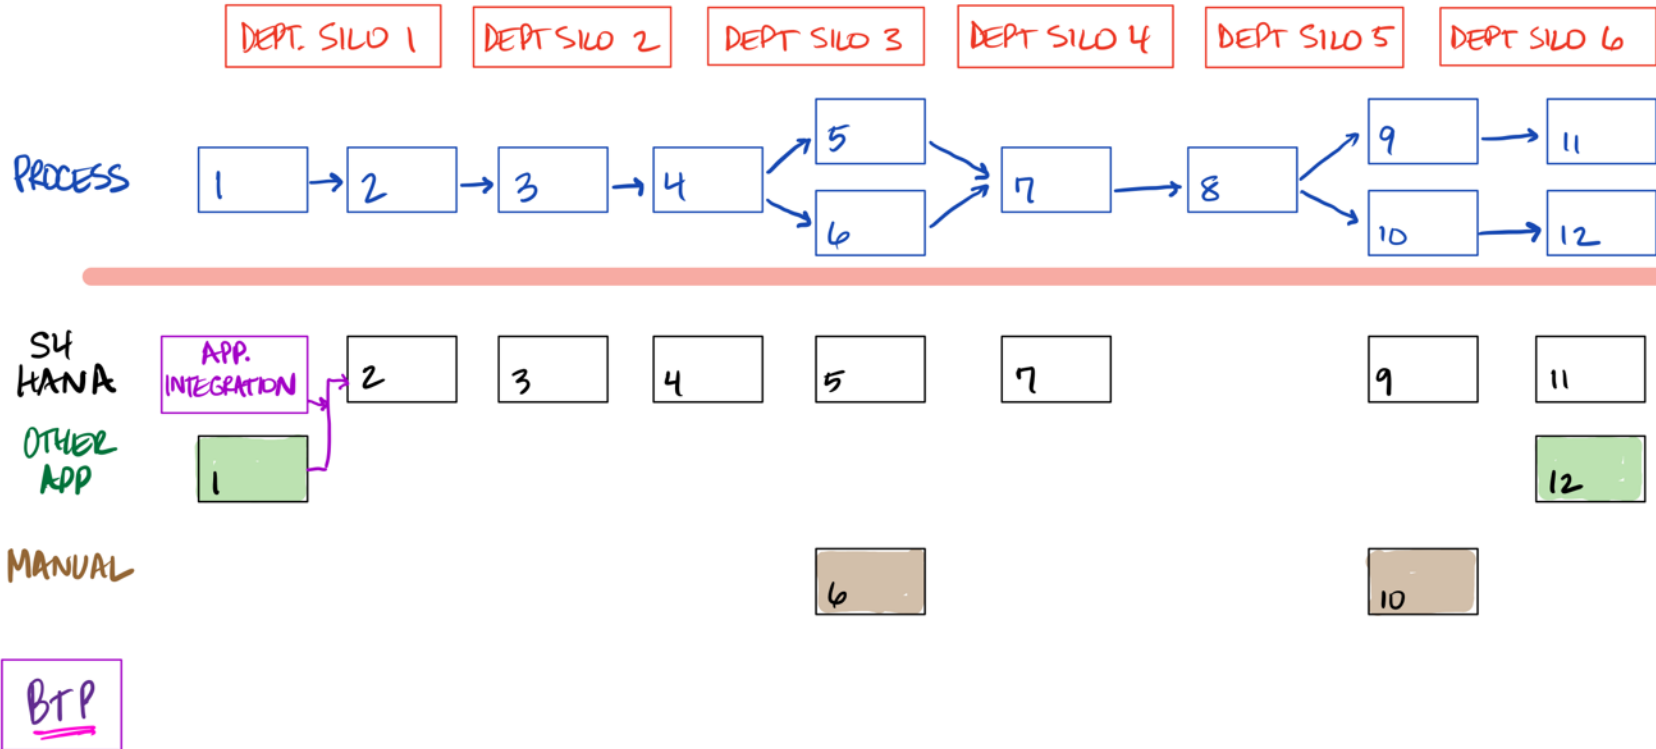 DEPT. SILO 1
DEPT SILO 2
DEPT SILO 3
DEPT SILO 4
DEPT SILO 5
DEPT SILO 6
PROCESS
1
2
3
4
5
6
7
8
9
10
11
12
S4
HANA
APP.
INTEGRATION
2
3
4
5
7
9
11
OTHER
APP
1
12
MANUAL
6
10
BTP